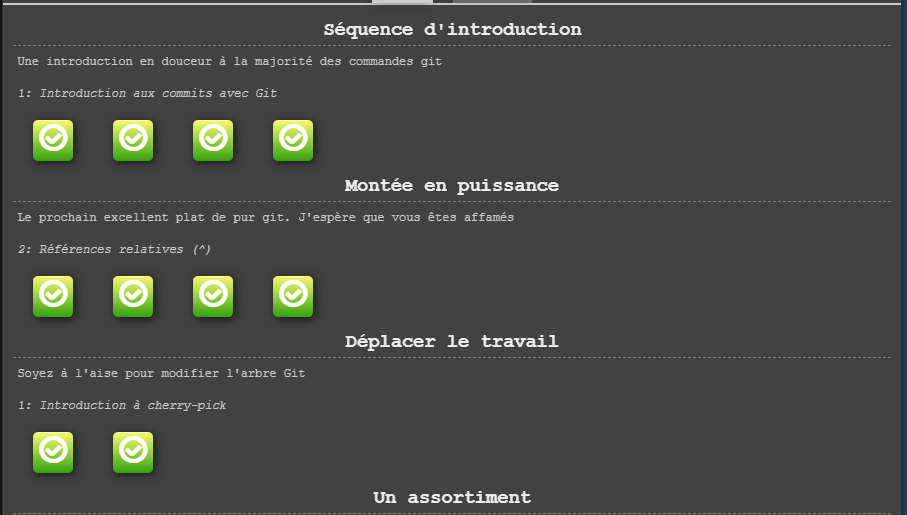 Séquence d'introduction
Une introduction en douceur à la majorité des commandes git
1: Introduction aux commits avec Git
Montée en puissance
Le prochain excellent plat de pur git. J'espère que vous êtes affamés
2: Références relatives (^)
Déplacer le travail
Soyez à l'aise pour modifier l'arbre Git
1: Introduction à cherry-pick
Un assortiment